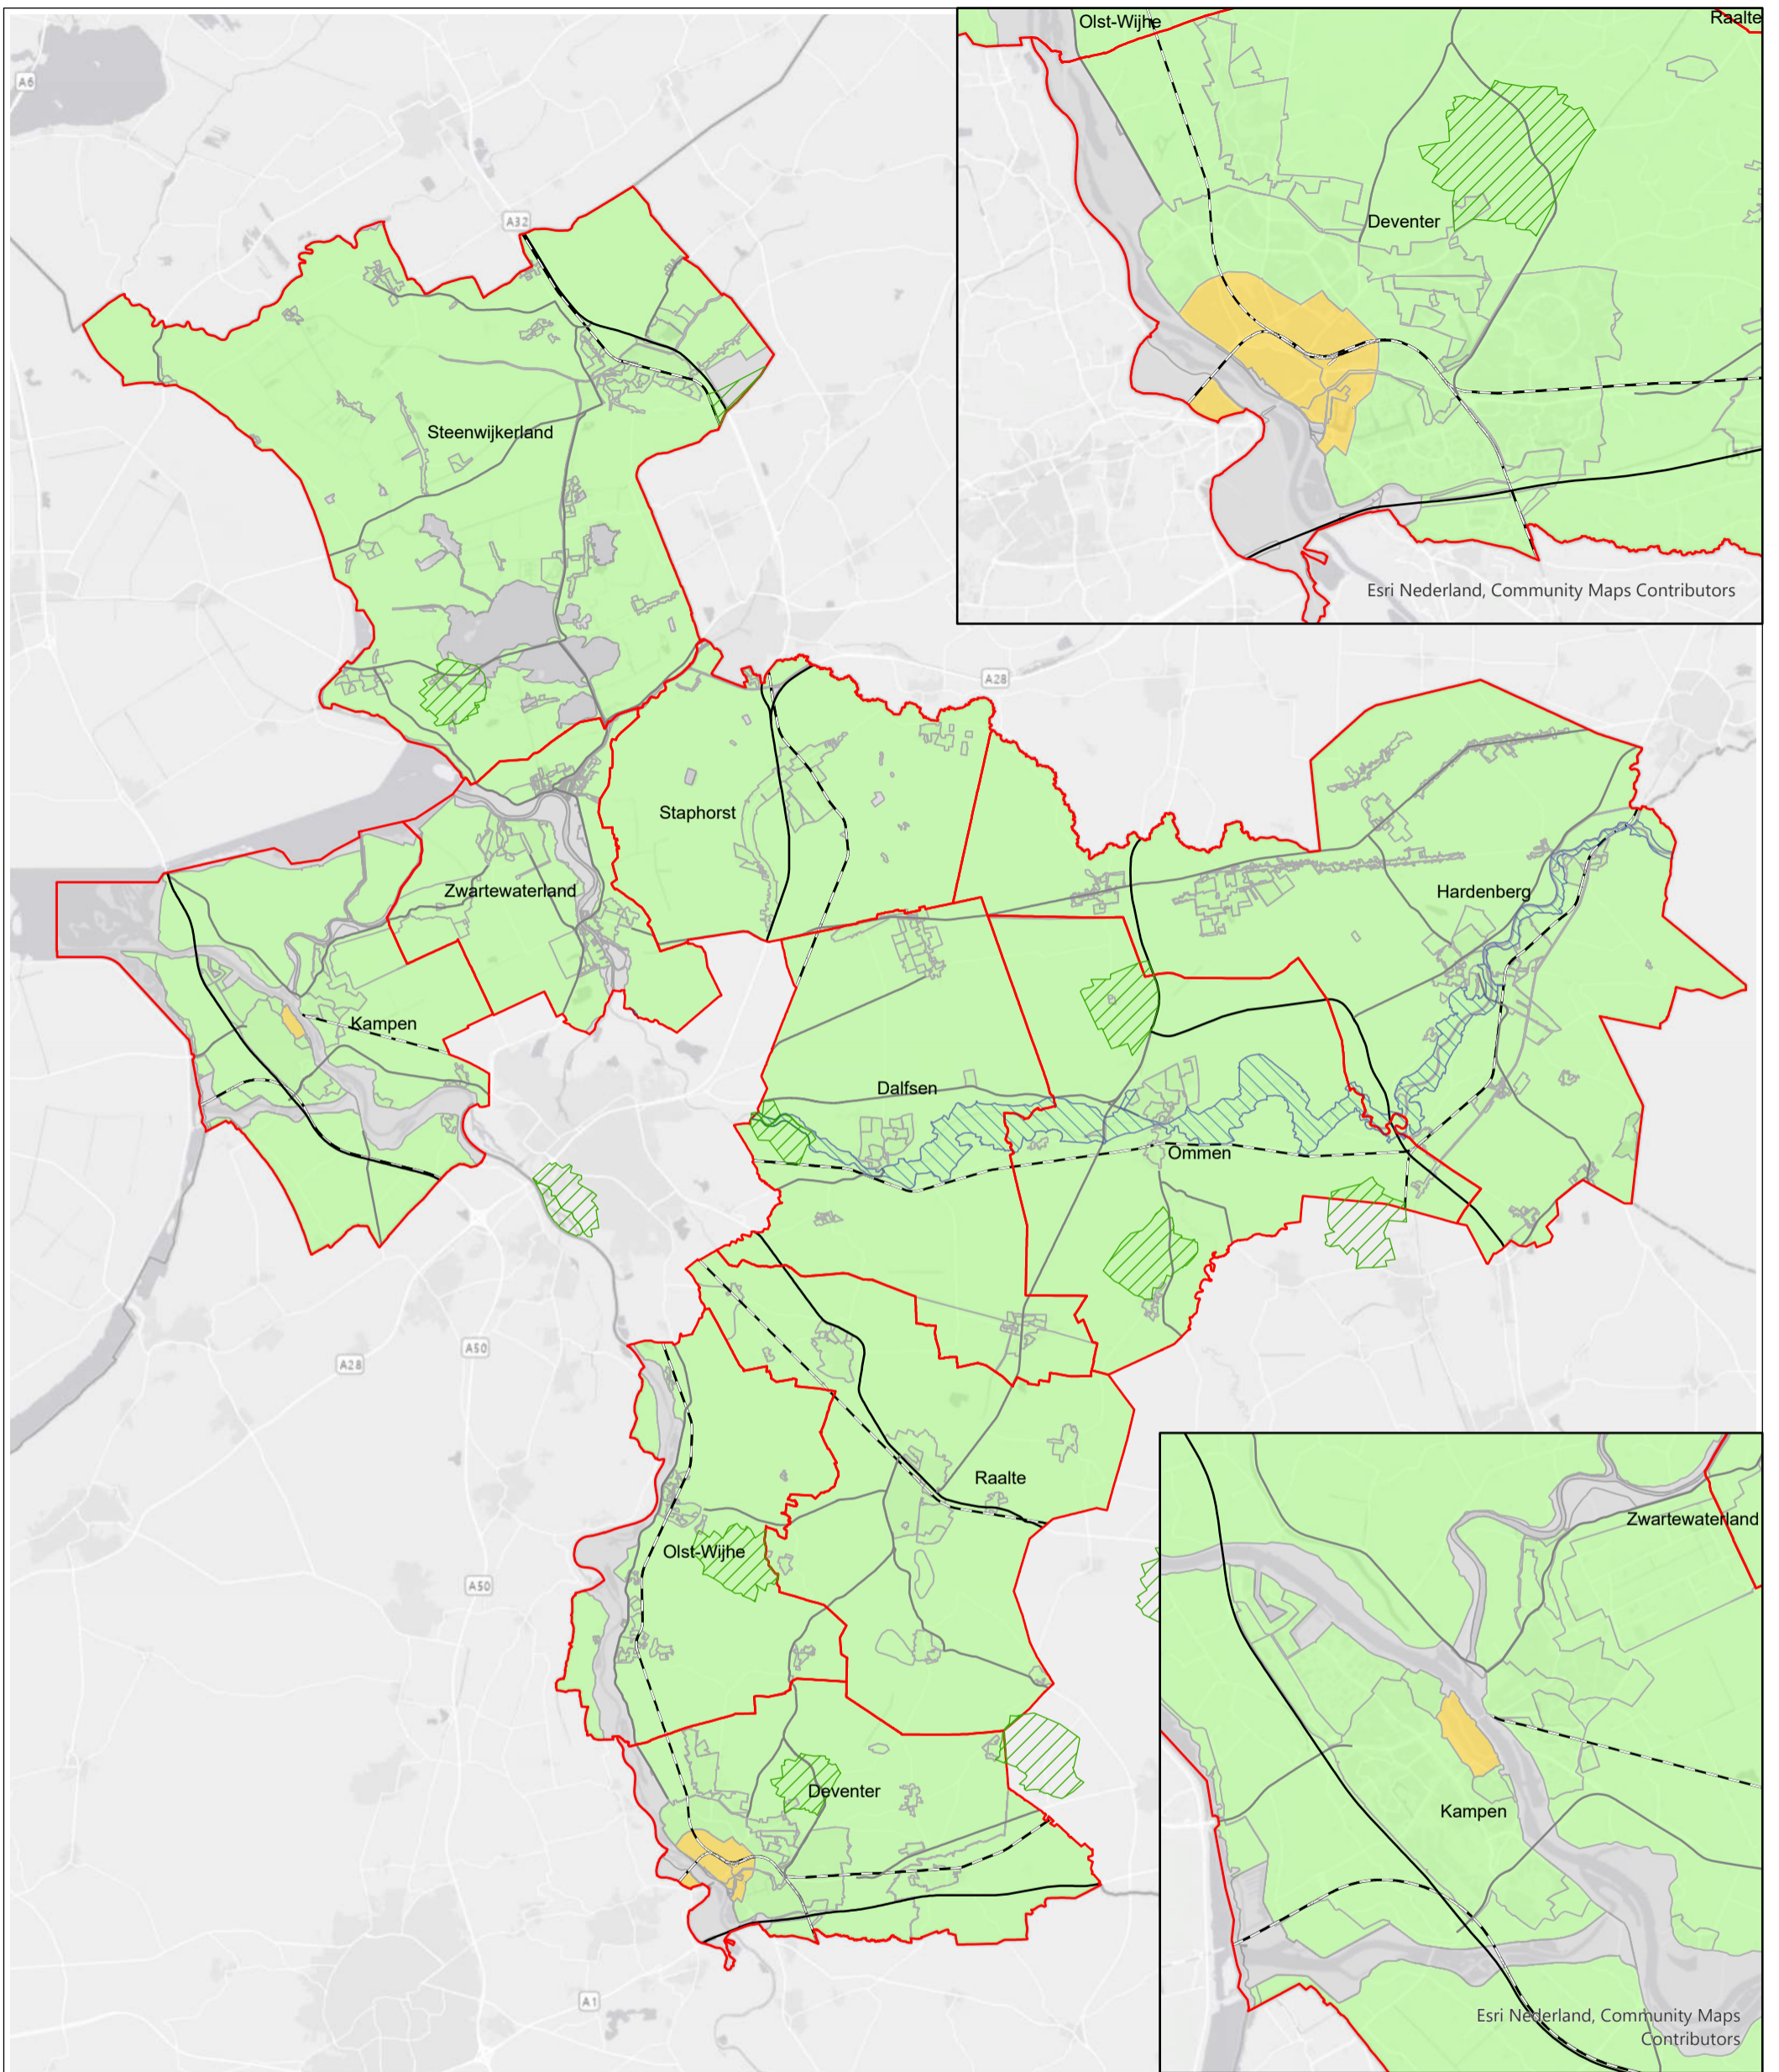 Olst-Wijhe
Raalte
A6
Deventer
A32
Steenwijkerland
Esri Nederland, Community Maps Contributors
A28
Staphorst
Zwartewaterland
Hardenberg
Kampen
Dalfsen
Ommen
A50
A28
Raalte
Zwartewaterland
Olst-Wijhe
A50
Deventer
Kampen
A1
Esri Nederland, Community Maps
Contributors